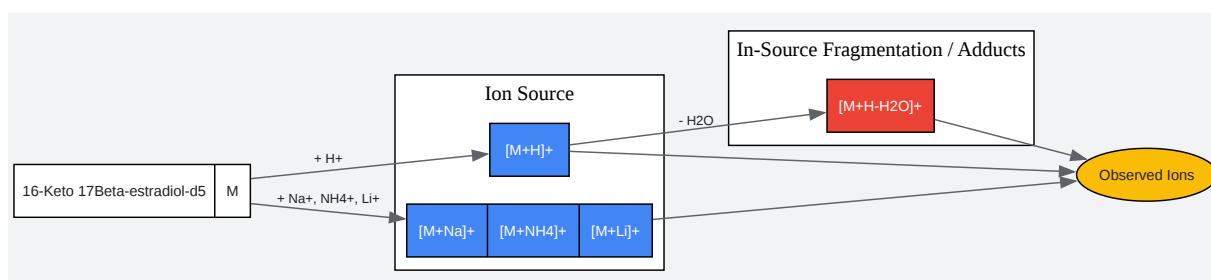 In-Source Fragmentation / Adducts
Ion Source
[M+H-H2O]+
- H2O
[M+H]+
+ H+
16-Keto 17Beta-estradiol-d5
M
Observed Ions
+ Na+, NH4+, Li+
[M+Na]+
[M+NH4]+
[M+Li]+